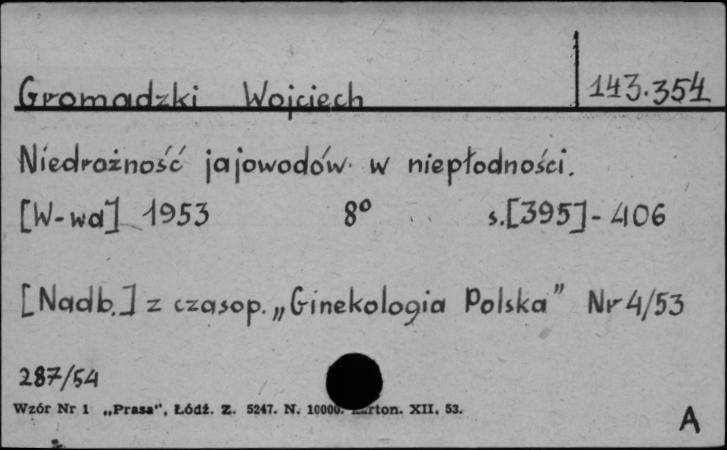 Gromadzki Wojciech 143.354
Niedrożność jajowodów w niepłodności.
[W-wa] 1953 8° s.[395]-406
[Nadb.] z czasop. „Ginekologia Polska" Nr 4/53
287/54
Wzór Nr 1 „Prasa", Łódź. Z. 5247. N. 10000. XII. 53.
A